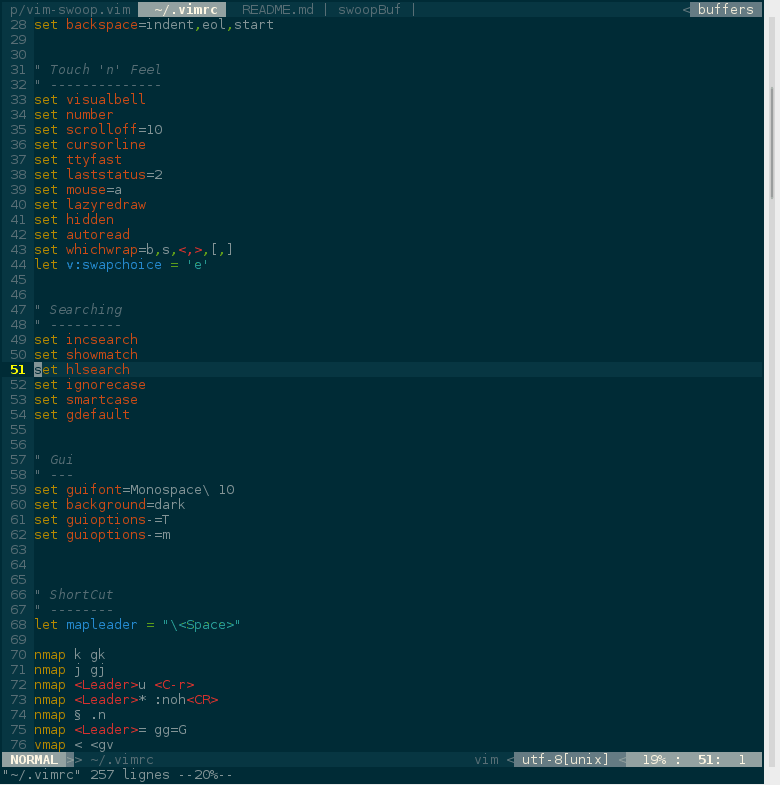 p/vim-swoop.vim ~/.vimrc README.md | swoopBuf | < buffers
28 set backspace=indent,eol,start
29
30
31 " Touch 'n' Feel
32 " --------------
33 set visualbell
34 set number
35 set scrolloff=10
36 set cursorline
37 set ttyfast
38 set laststatus=2
39 set mouse=a
40 set lazyredraw
41 set hidden
42 set autoread
43 set whichwrap=b,s,<,>,[,]
44 let v:swapchoice = 'e'
45
46
47 " Searching
48 " ---------
49 set incsearch
50 set showmatch
51 set hlsearch
52 set ignorecase
53 set smartcase
54 set gdefault
55
56
57 " Gui
58 " ---
59 set guifont=Monospace\ 10
60 set background=dark
61 set guioptions-=T
62 set guioptions-=m
63
64
65
66 " ShortCut
67 " --------
68 let mapleader = "\<Space>"
69
70 nmap k gk
71 nmap j gj
72 nmap <Leader>u <C-r>
73 nmap <Leader>* :noh<CR>
74 nmap § .n
75 nmap <Leader>= gg=G
76 vmap < <gv
NORMAL >> ~/.vimrc vim < utf-8[unix] < 19% : 51: 1
"~/.vimrc" 257 lignes --20%--